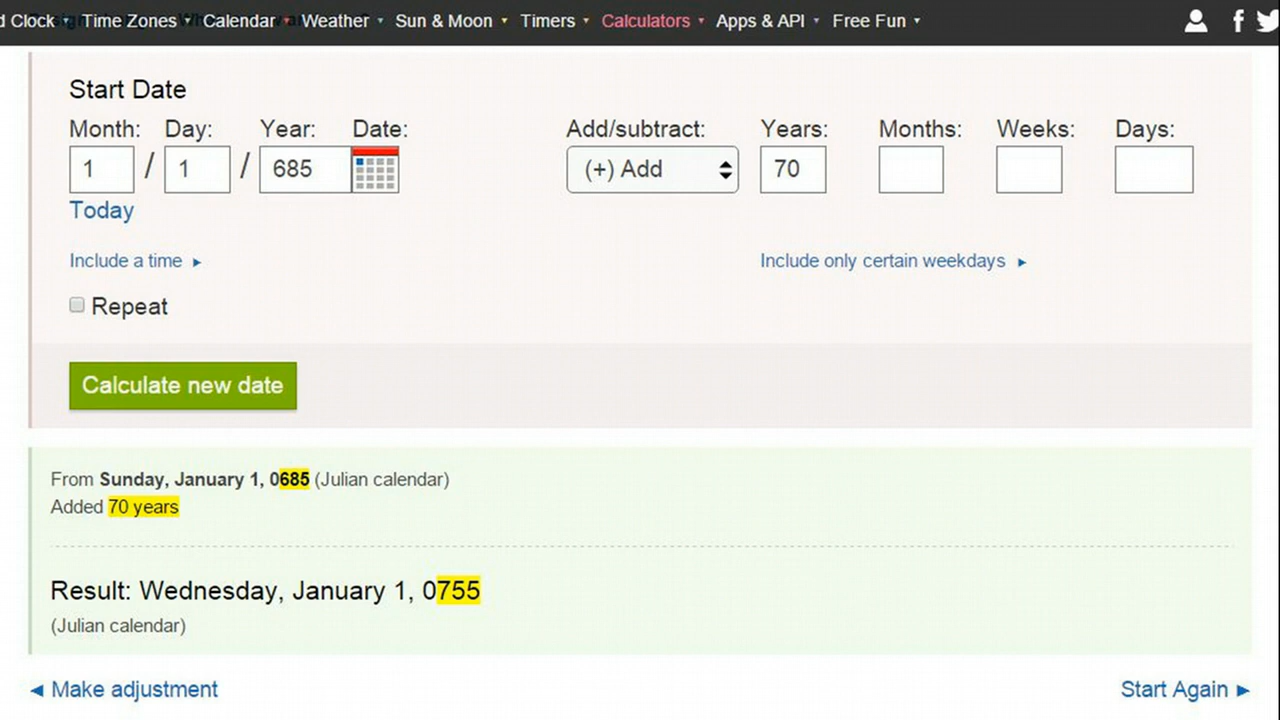 d Clock Time Zones Calendar Weather Sun & Moon Timers Calculators Apps & API Free Fun
Start Date
Month: Day: Year: Date: Add/subtract: Years: Months: Weeks: Days:
1 / 1 / 685 (+) Add 70
Today
Include a time Include only certain weekdays
Repeat
Calculate new date
From Sunday, January 1, 0685 (Julian calendar)
Added 70 years
Result: Wednesday, January 1, 0755
(Julian calendar)
Make adjustment Start Again